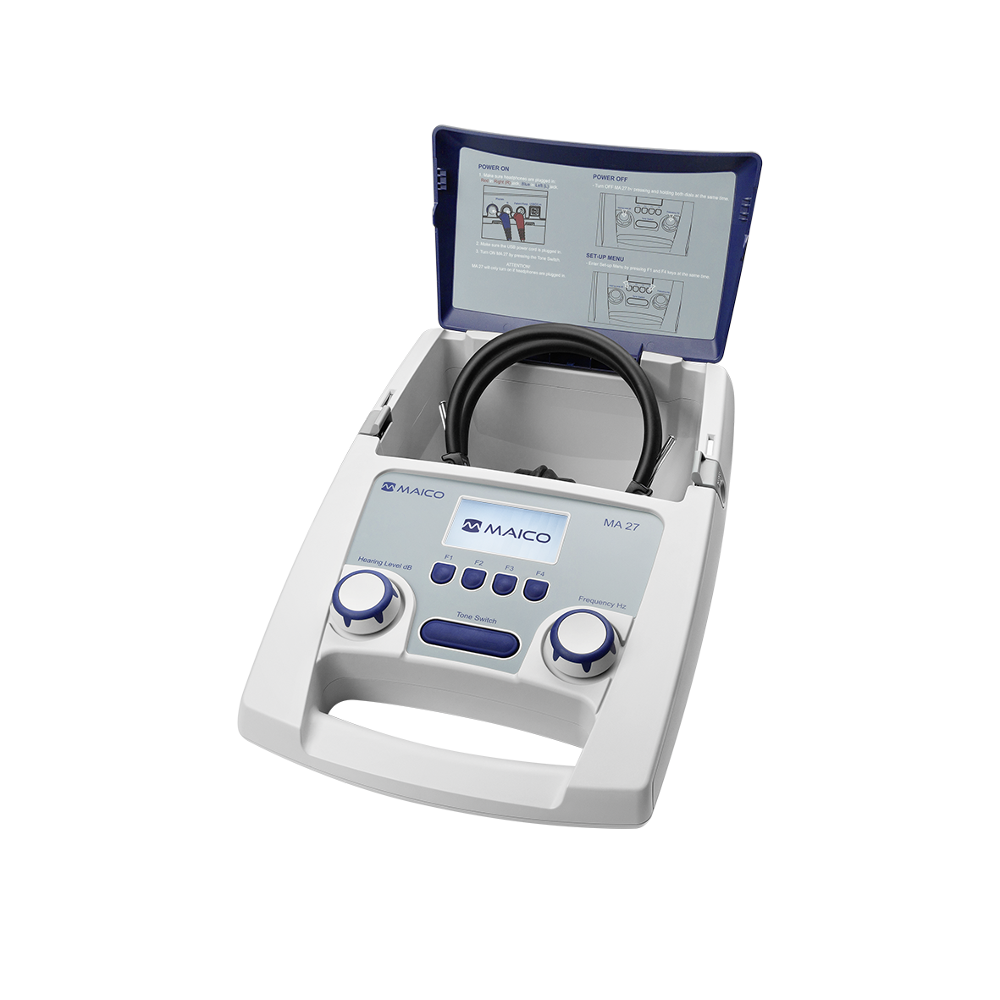 POWER ON
1. Make sure headphones are plugged in.
Red = Right (R) jack, Blue = Left (L) jack
2. Make sure the USB power cord is plugged in.
3. Turn ON MA 27 by pressing the Tone Switch.
ATTENTION!
MA 27 will only turn on if headphones are plugged in.
POWER OFF
- Turn OFF MA 27 by pressing and holding both dials at the same time.
SET-UP MENU
- Enter Set-up Menu by pressing F1 and F4 keys at the same time.
MAICO
MAICO
MA 27
F1 F2 F3 F4
Hearing Level dB
Frequency Hz
Tone Switch